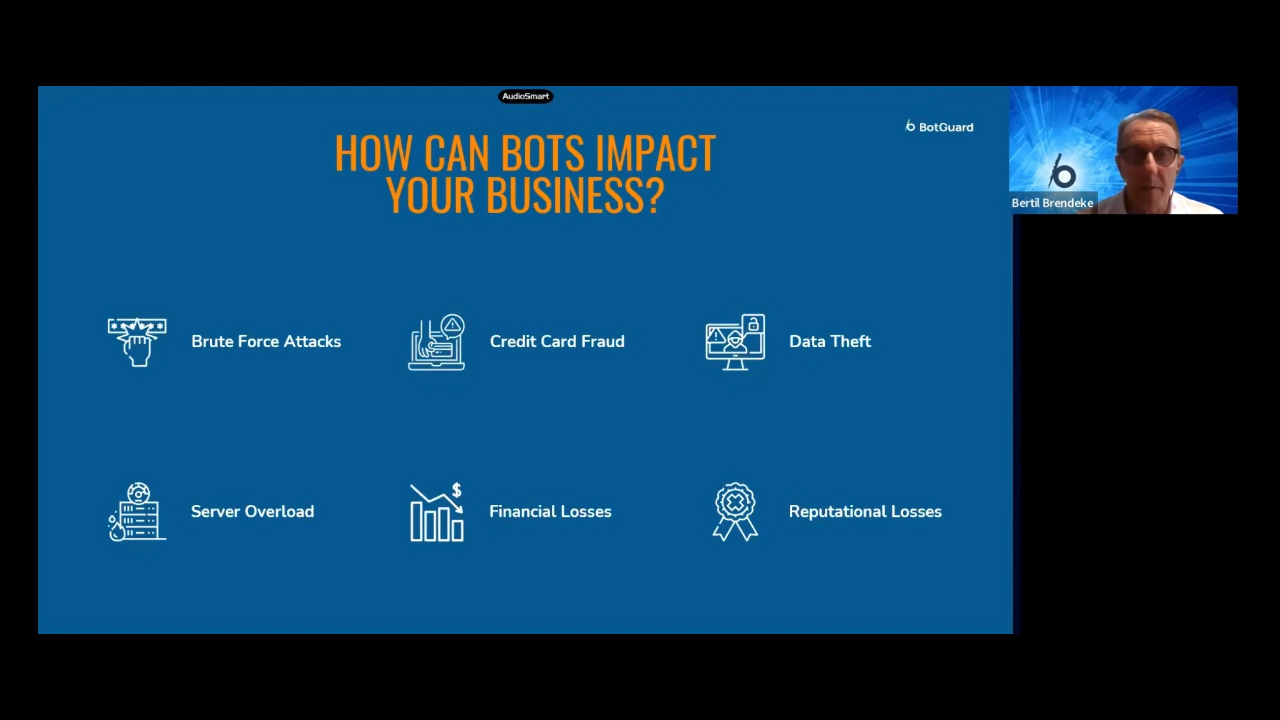 AudioSmart
BotGuard
HOW CAN BOTS IMPACT
YOUR BUSINESS?
Bertil Brendeke
Brute Force Attacks
Credit Card Fraud
Data Theft
Server Overload
Financial Losses
Reputational Losses